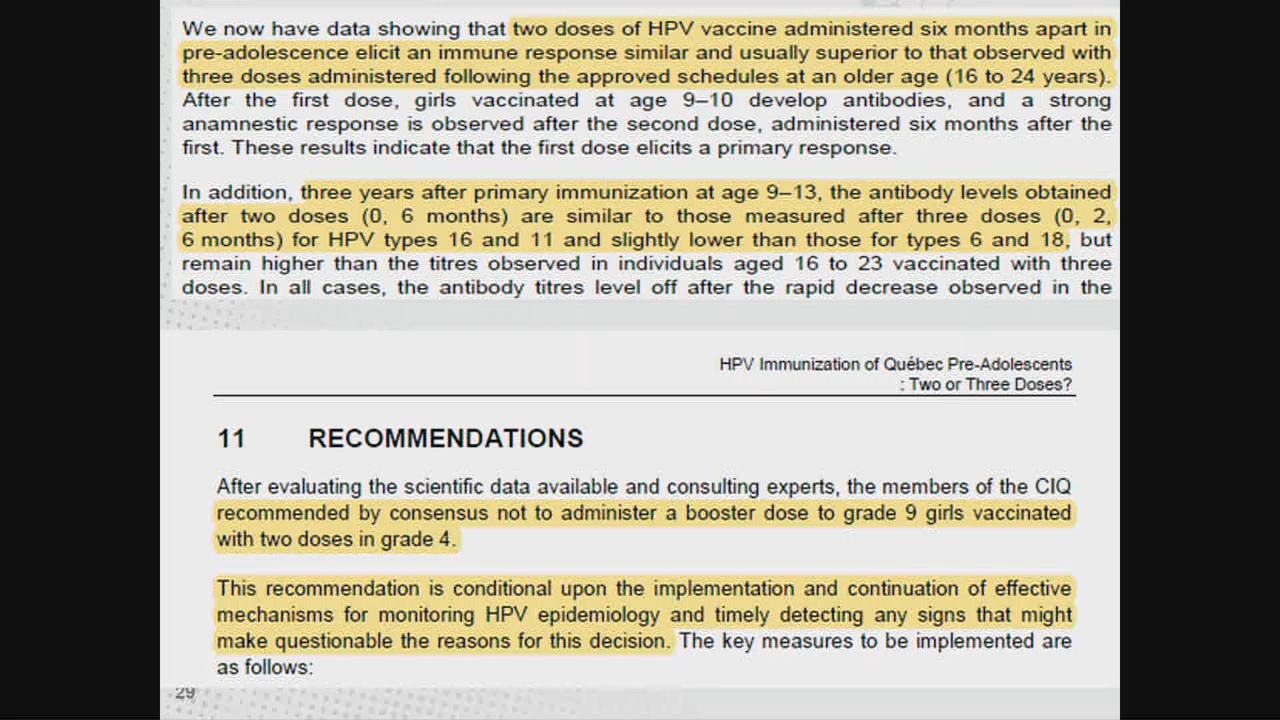 We now have data showing that two doses of HPV vaccine administered six months apart in
pre-adolescence elicit an immune response similar and usually superior to that observed with
three doses administered following the approved schedules at an older age (16 to 24 years).
After the first dose, girls vaccinated at age 9–10 develop antibodies, and a strong
anamnestic response is observed after the second dose, administered six months after the
first. These results indicate that the first dose elicits a primary response.
In addition, three years after primary immunization at age 9–13, the antibody levels obtained
after two doses (0, 6 months) are similar to those measured after three doses (0, 2,
6 months) for HPV types 16 and 11 and slightly lower than those for types 6 and 18, but
remain higher than the titres observed in individuals aged 16 to 23 vaccinated with three
doses. In all cases, the antibody titres level off after the rapid decrease observed in the
HPV Immunization of Québec Pre-Adolescents
: Two or Three Doses?
11 RECOMMENDATIONS
After evaluating the scientific data available and consulting experts, the members of the CIQ
recommended by consensus not to administer a booster dose to grade 9 girls vaccinated
with two doses in grade 4.
This recommendation is conditional upon the implementation and continuation of effective
mechanisms for monitoring HPV epidemiology and timely detecting any signs that might
make questionable the reasons for this decision. The key measures to be implemented are
as follows:
29